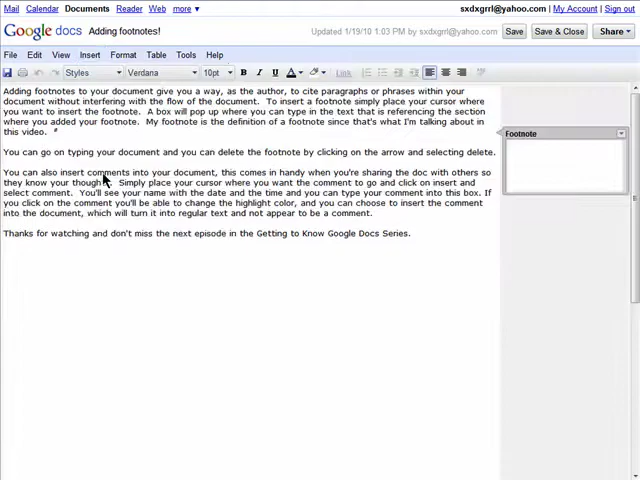 Mail Calendar Documents Reader Web more ▼ sxdxgrrl@yahoo.com | My Account | Sign out
Google docs Adding footnotes! Updated 1/19/10 1:03 PM by sxdxgrrl@yahoo.com Save Save & Close Share
File Edit View Insert Format Table Tools Help
Styles Verdana 10pt B I U A Link
Adding footnotes to your document give you a way, as the author, to cite paragraphs or phrases within your
document without interfering with the flow of the document. To insert a footnote simply place your cursor where
you want to insert the footnote. A box will pop up where you can type in the text that is referencing the section
where you added your footnote. My footnote is the definition of a footnote since that's what I'm talking about in
this video. #
Footnote
You can go on typing your document and you can delete the footnote by clicking on the arrow and selecting delete.
You can also insert comments into your document, this comes in handy when you're sharing the doc with others so
they know your thoughts. Simply place your cursor where you want the comment to go and click on insert and
select comment. You'll see your name with the date and the time and you can type your comment into this box. If
you click on the comment you'll be able to change the highlight color, and you can choose to insert the comment
into the document, which will turn it into regular text and not appear to be a comment.
Thanks for watching and don't miss the next episode in the Getting to Know Google Docs Series.